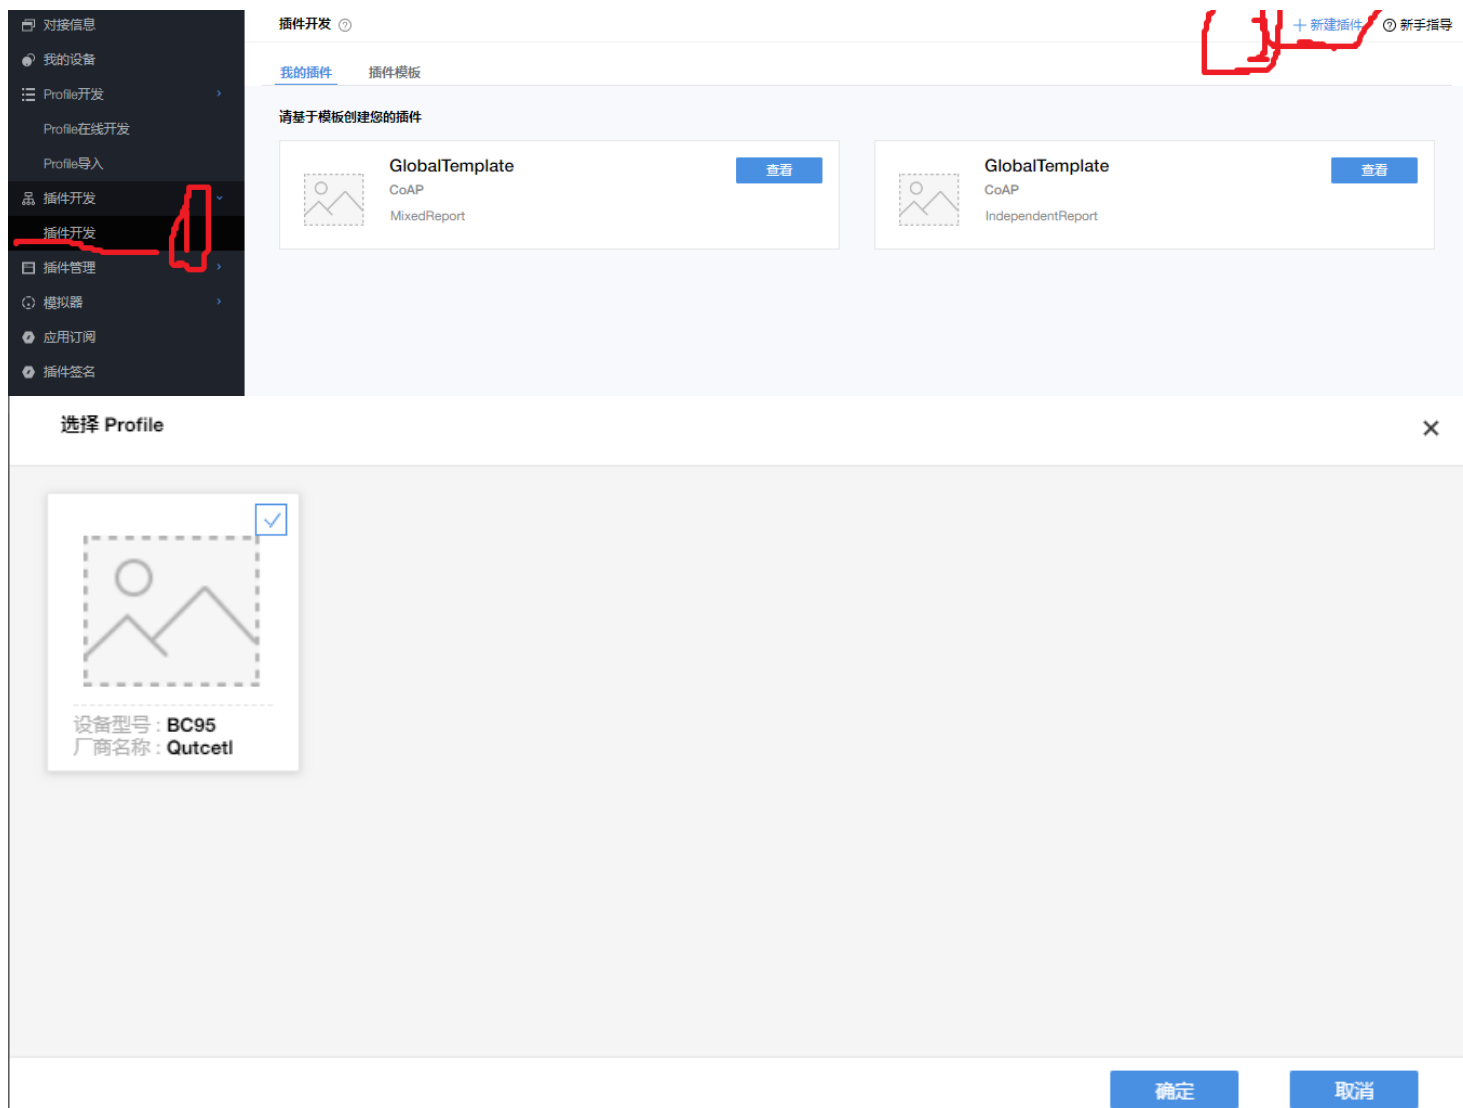 对接信息
我的设备
Profile开发
Profile在线开发
Profile导入
插件开发
插件开发
插件管理
模拟器
应用订阅
插件签名
插件开发
新建插件
新手指导
我的插件 插件模板
请基于模板创建您的插件
GlobalTemplate
CoAP
MixedReport
查看
GlobalTemplate
CoAP
IndependentReport
查看
选择 Profile
设备型号 : BC95
厂商名称 : Qutcetl
确定 取消